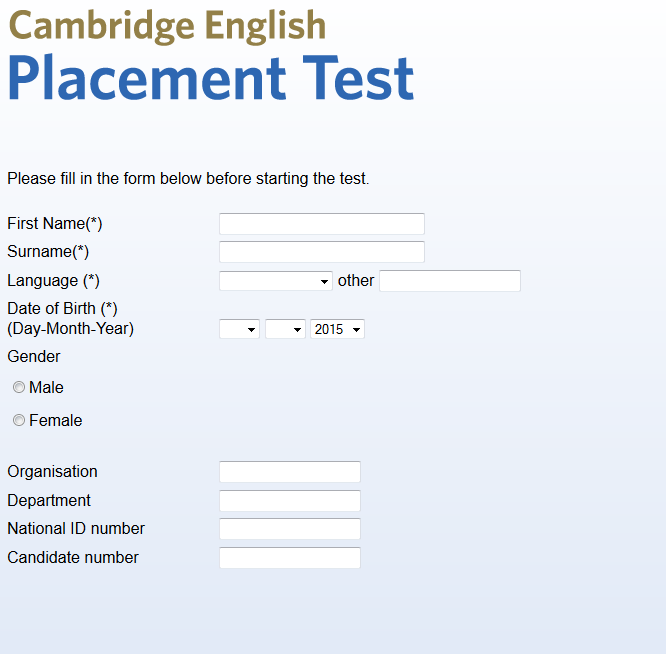 Cambridge English
Placement Test
Please fill in the form below before starting the test.
First Name(*)
Surname(*)
Language (*) other
Date of Birth (*)
(Day-Month-Year) 2015
Gender
Male
Female
Organisation
Department
National ID number
Candidate number